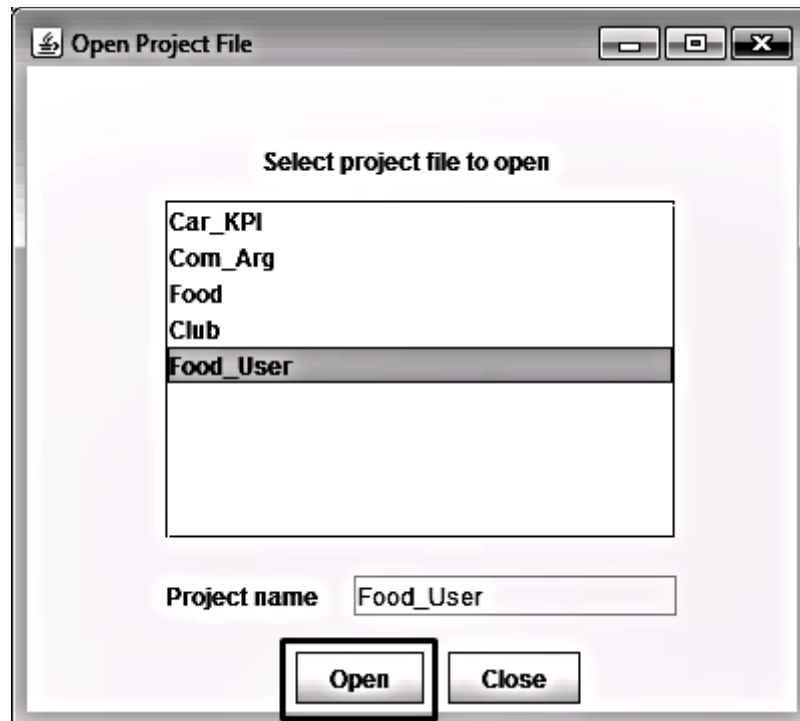 Open Project File
Select project file to open
Car_KPI
Com_Arg
Food
Club
Food_User
Project name Food_User
Open Close